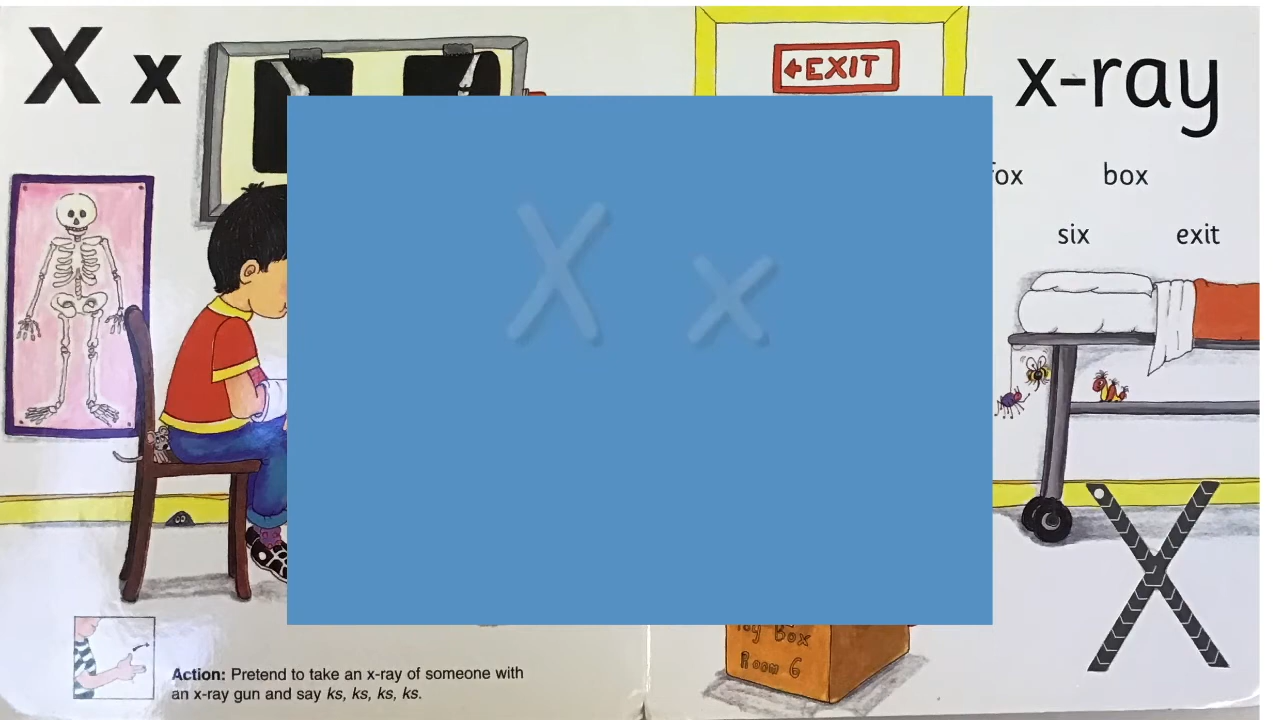 X x
EXIT
x-ray
fox box
six exit
X x
Box
Room 6
X
Action: Pretend to take an x-ray of someone with
an x-ray gun and say ks, ks, ks, ks.